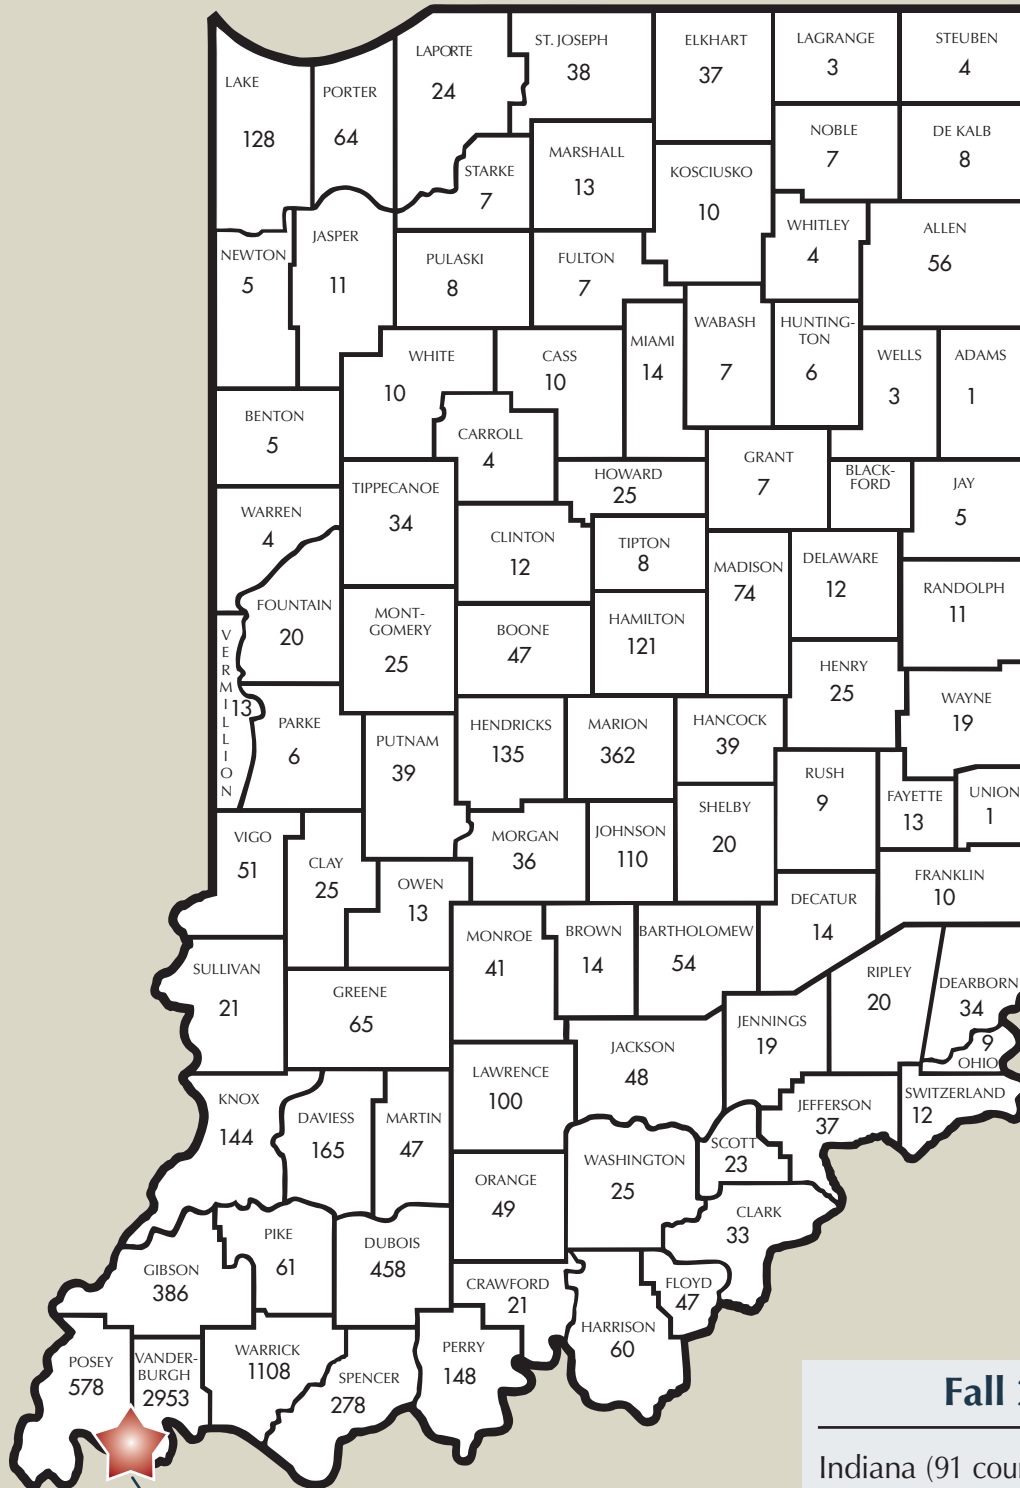 LAKE
128
PORTER
64
LAPORTE
24
ST. JOSEPH
38
ELKHART
37
LAGRANGE
3
STEUBEN
4
NOBLE
7
DE KALB
8
STARKE
7
MARSHALL
13
KOSCIUSKO
10
WHITLEY
4
ALLEN
56
NEWTON
5
JASPER
11
PULASKI
8
FULTON
7
WHITE
10
CASS
10
MIAMI
14
WABASH
7
HUNTING-
TON
6
WELLS
3
ADAMS
1
BENTON
5
CARROLL
4
HOWARD
25
GRANT
7
BLACK-
FORD
JAY
5
WARREN
4
TIPPECANOE
34
CLINTON
12
TIPTON
8
MADISON
74
DELAWARE
12
RANDOLPH
11
FOUNTAIN
20
MONT-
GOMERY
25
BOONE
47
HAMILTON
121
HENRY
25
WAYNE
19
VERMILLION
13
PARKE
6
PUTNAM
39
HENDRICKS
135
MARION
362
HANCOCK
39
RUSH
9
FAYETTE
13
UNION
1
VIGO
51
CLAY
25
OWEN
13
MORGAN
36
JOHNSON
110
SHELBY
20
DECATUR
14
FRANKLIN
10
SULLIVAN
21
GREENE
65
MONROE
41
BROWN
14
BARTHOLOMEW
54
JENNINGS
19
RIPLEY
20
DEARBORN
34
9
OHIO
KNOX
144
DAVIESS
165
MARTIN
47
LAWRENCE
100
JACKSON
48
JEFFERSON
37
SWITZERLAND
12
SCOTT
23
ORANGE
49
WASHINGTON
25
CLARK
33
GIBSON
386
PIKE
61
DUBOIS
458
CRAWFORD
21
HARRISON
60
FLOYD
47
POSEY
578
VANDER-
BURGH
2953
WARRICK
1108
SPENCER
278
PERRY
148
Fall
Indiana (91 coun